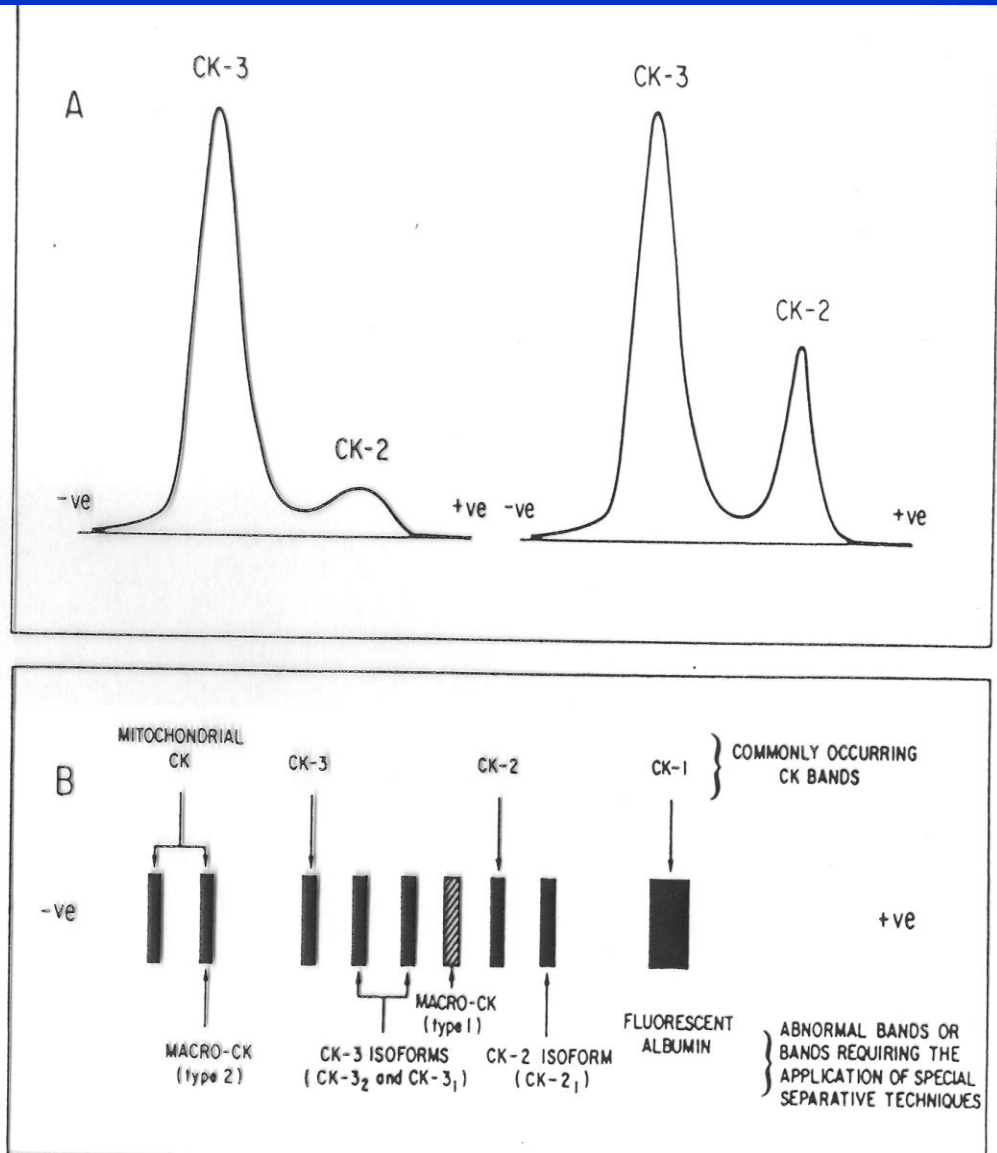 A
CK-3
CK-2
-ve
+ve
CK-3
CK-2
-ve
+ve
B
MITOCHONDRIAL
CK
CK-3
CK-2
CK-1
COMMONLY OCCURRING
CK BANDS
-ve
+ve
MACRO-CK
(type 2)
CK-3 ISOFORMS
(CK-3₂ and CK-3₁)
MACRO-CK
(type 1)
CK-2 ISOFORM
(CK-2₁)
FLUORESCENT
ALBUMIN
ABNORMAL BANDS OR
BANDS REQUIRING THE
APPLICATION OF SPECIAL
SEPARATIVE TECHNIQUES